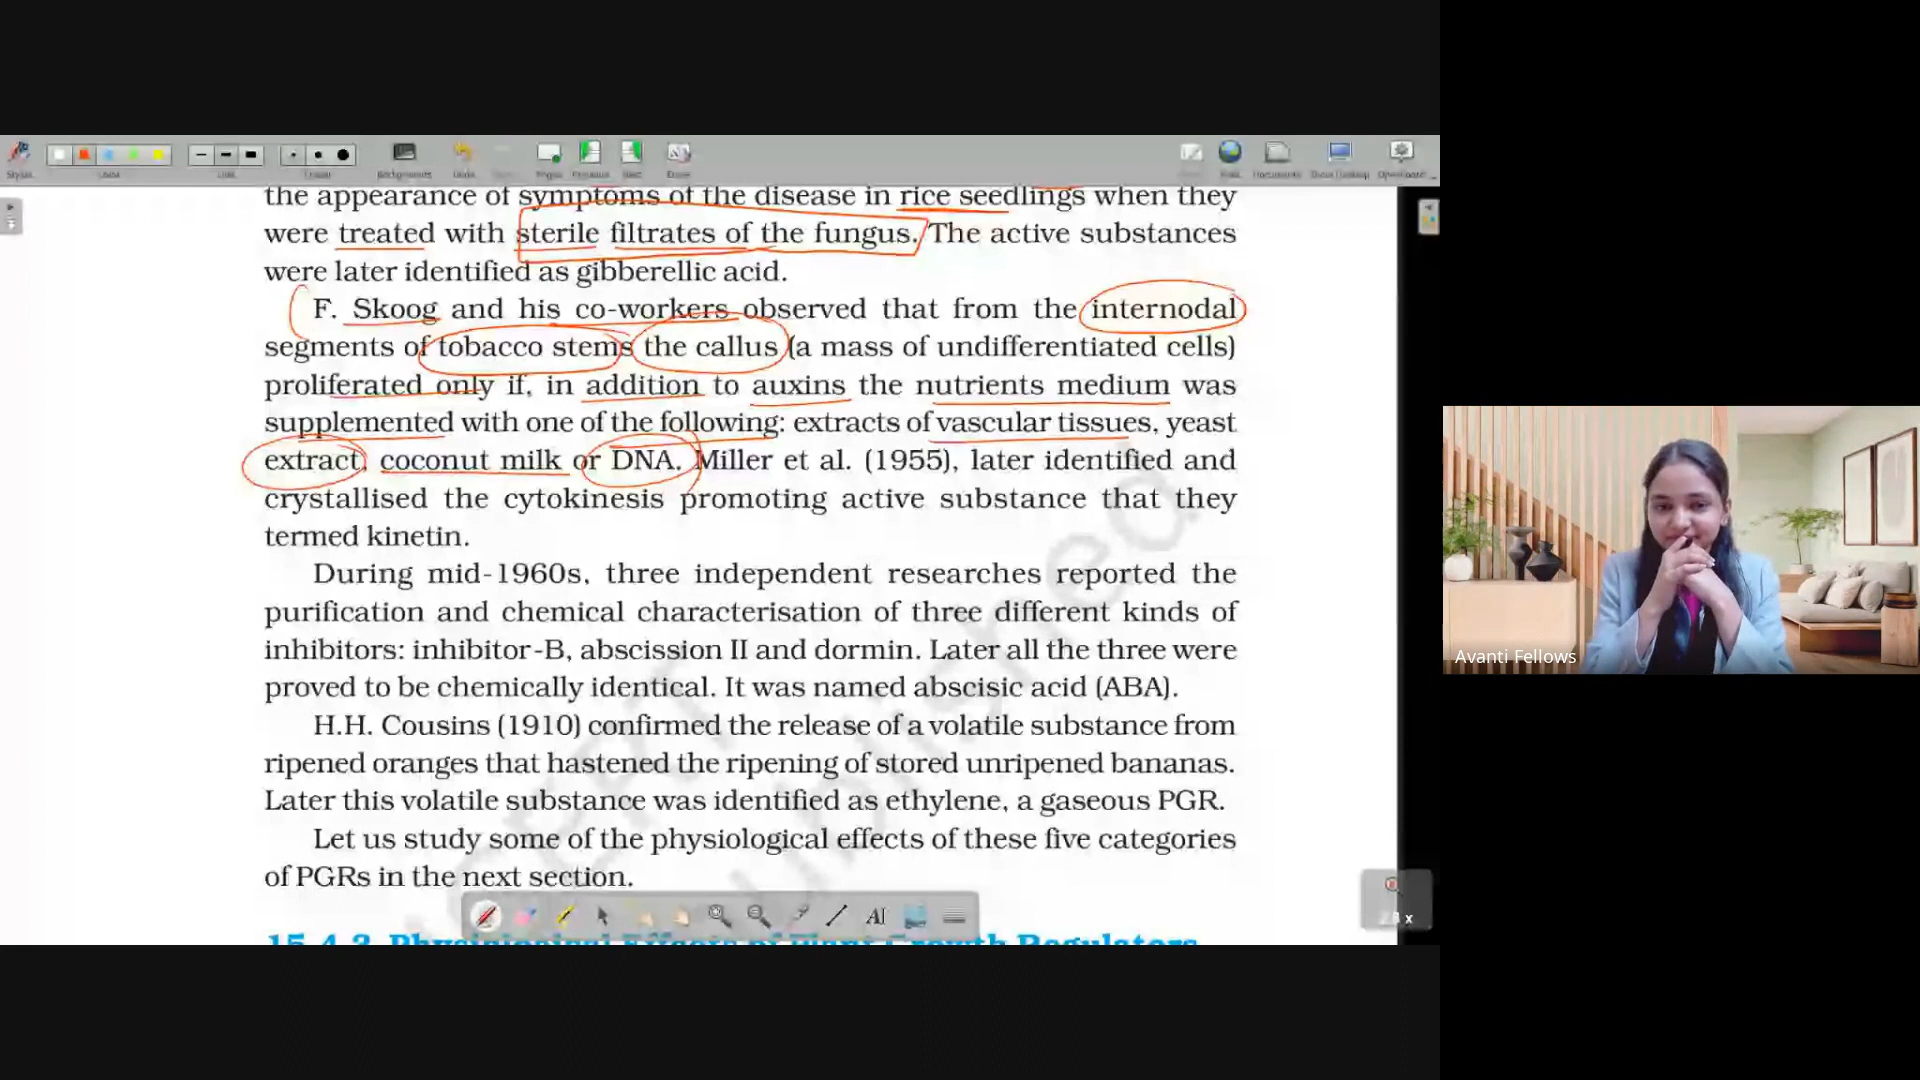 the appearance of symptoms of the disease in rice seedlings when they
were treated with sterile filtrates of the fungus. The active substances
were later identified as gibberellic acid.
F. Skoog and his co-workers observed that from the internodal
segments of tobacco stems the callus (a mass of undifferentiated cells)
proliferated only if, in addition to auxins the nutrients medium was
supplemented with one of the following: extracts of vascular tissues, yeast
extract, coconut milk or DNA. Miller et al. (1955), later identified and
crystallised the cytokinesis promoting active substance that they
termed kinetin.
During mid-1960s, three independent researches reported the
purification and chemical characterisation of three different kinds of
inhibitors: inhibitor-B, abscission II and dormin. Later all the three were
proved to be chemically identical. It was named abscisic acid (ABA).
H.H. Cousins (1910) confirmed the release of a volatile substance from
ripened oranges that hastened the ripening of stored unripened bananas.
Later this volatile substance was identified as ethylene, a gaseous PGR.
Let us study some of the physiological effects of these five categories
of PGRs in the next section.
15.4.3 Physiological Effects of Plant Growth Regulators
Avanti Fellows